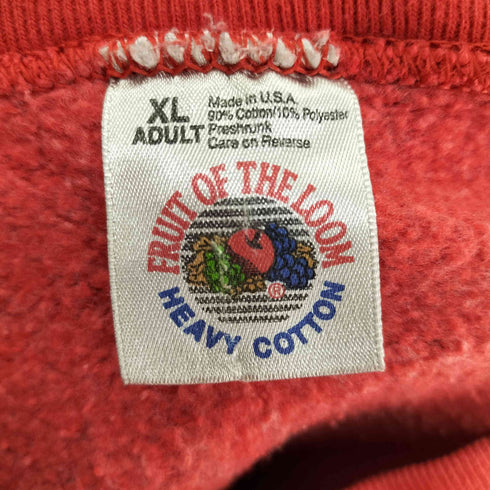 XL
ADULT
Made in U.S.A.
90% Cotton/10% Polyester
Preshrunk
Care on Reverse
FRUIT OF THE LOOM
®
HEAVY COTTON